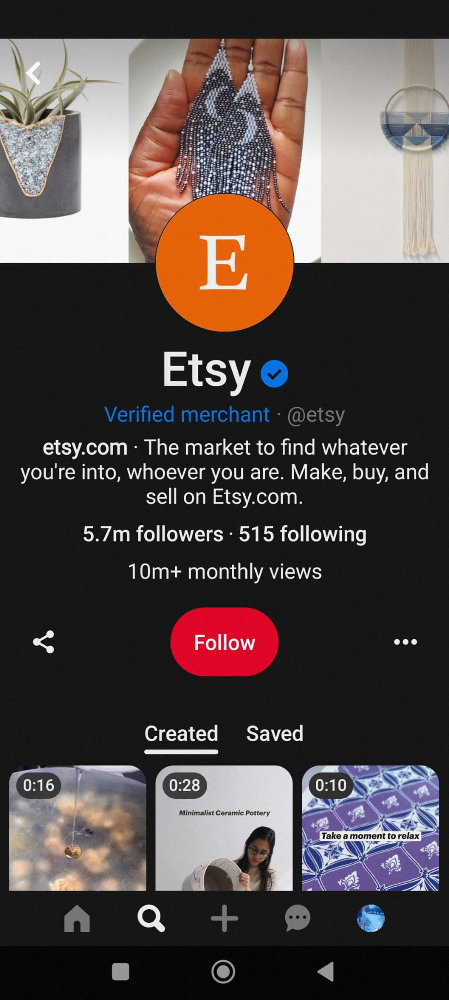 E
Etsy
Verified merchant · @etsy
etsy.com · The market to find whatever
you're into, whoever you are. Make, buy, and
sell on Etsy.com.
5.7m followers · 515 following
10m+ monthly views
Follow
Created Saved
0:16 0:28 0:10
Minimalist Ceramic Pottery
Take a moment to relax